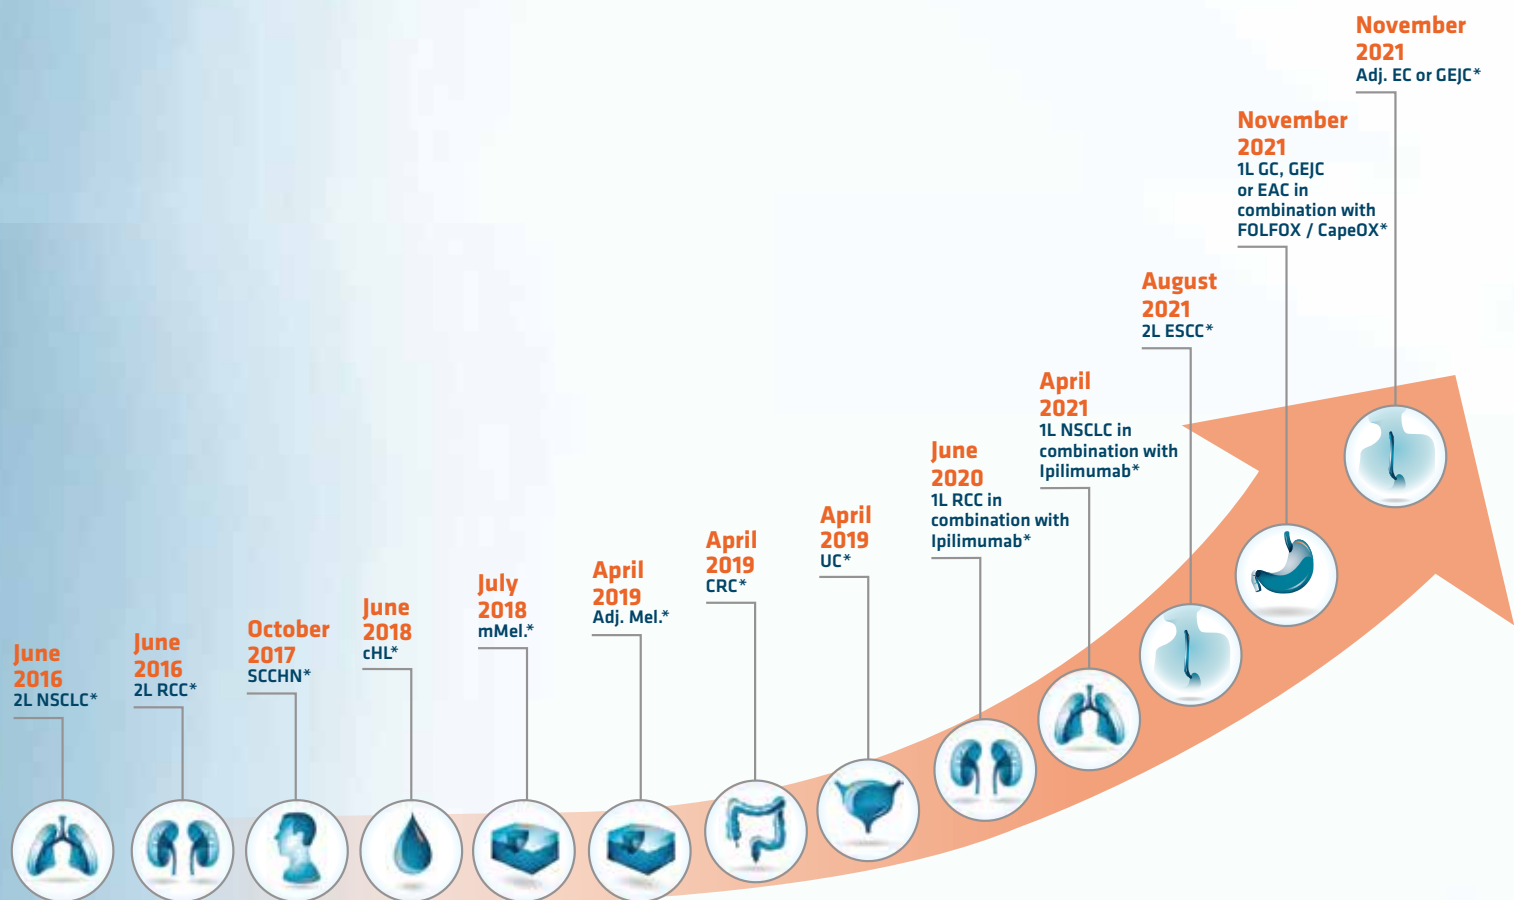 June
2016
2L NSCLC*
June
2016
2L RCC*
October
2017
SCCHN*
June
2018
cHL*
July
2018
mMel.*
April
2019
Adj. Mel.*
April
2019
CRC*
April
2019
UC*
June
2020
1L RCC in
combination with
Ipilimumab*
April
2021
1L NSCLC in
combination with
Ipilimumab*
August
2021
2L ESCC*
November
2021
1L GC, GEJC
or EAC in
combination with
FOLFOX / CapeOX*
November
2021
Adj. EC or GEJC*